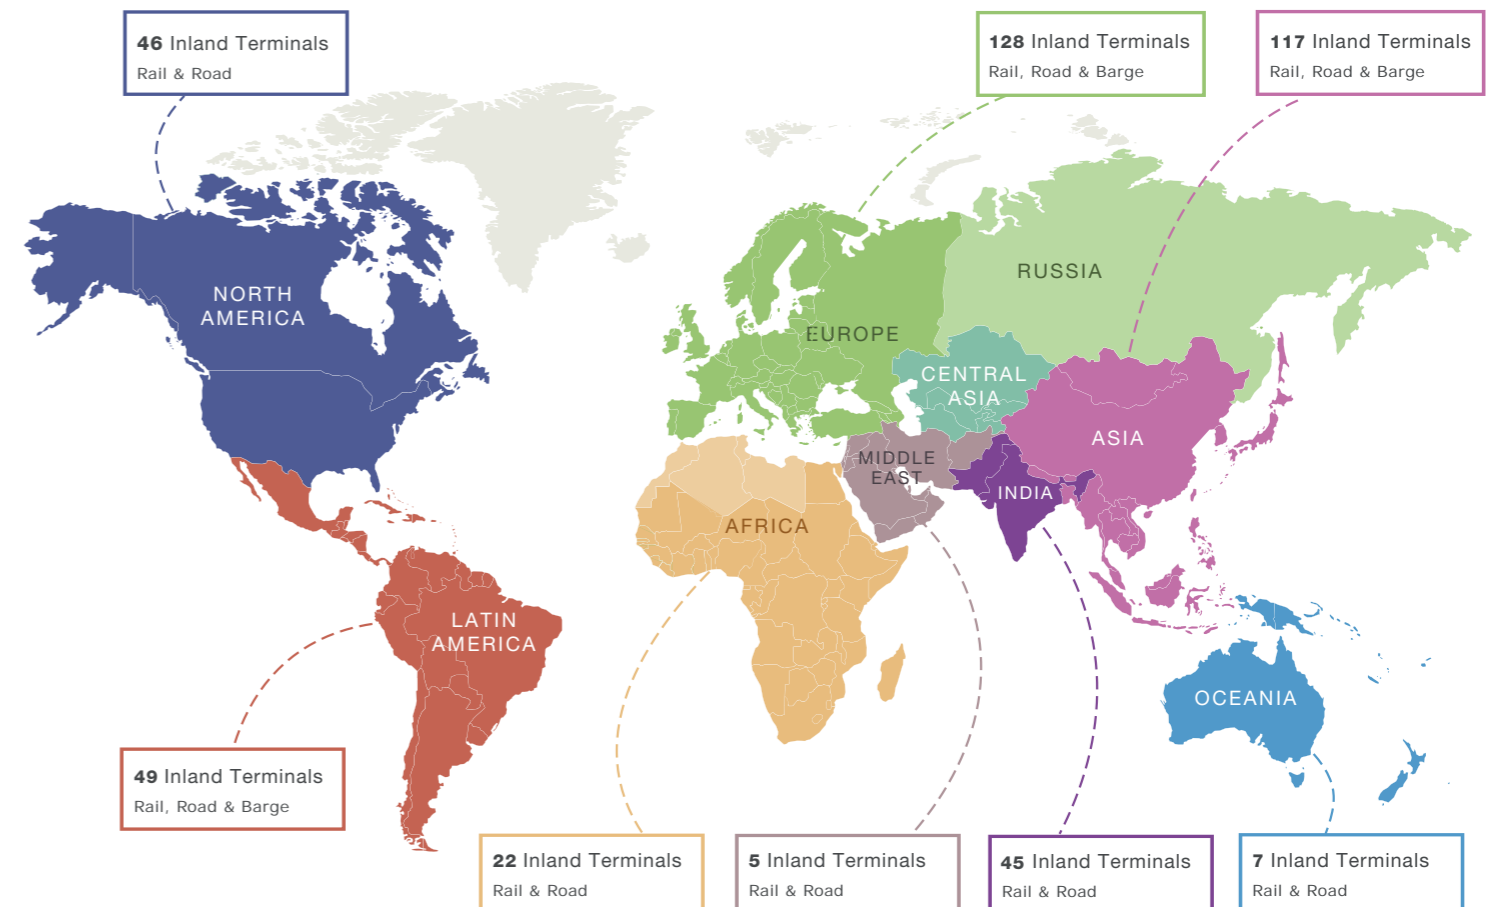 46 Inland Terminals
Rail & Road
128 Inland Terminals
Rail, Road & Barge
117 Inland Terminals
Rail, Road & Barge
NORTH
AMERICA
RUSSIA
EUROPE
CENTRAL
ASIA
ASIA
MIDDLE
EAST
INDIA
AFRICA
LATIN
AMERICA
OCEANIA
49 Inland Terminals
Rail, Road & Barge
22 Inland Terminals
Rail & Road
5 Inland Terminals
Rail & Road
45 Inland Terminals
Rail & Road
7 Inland Terminals
Rail & Road